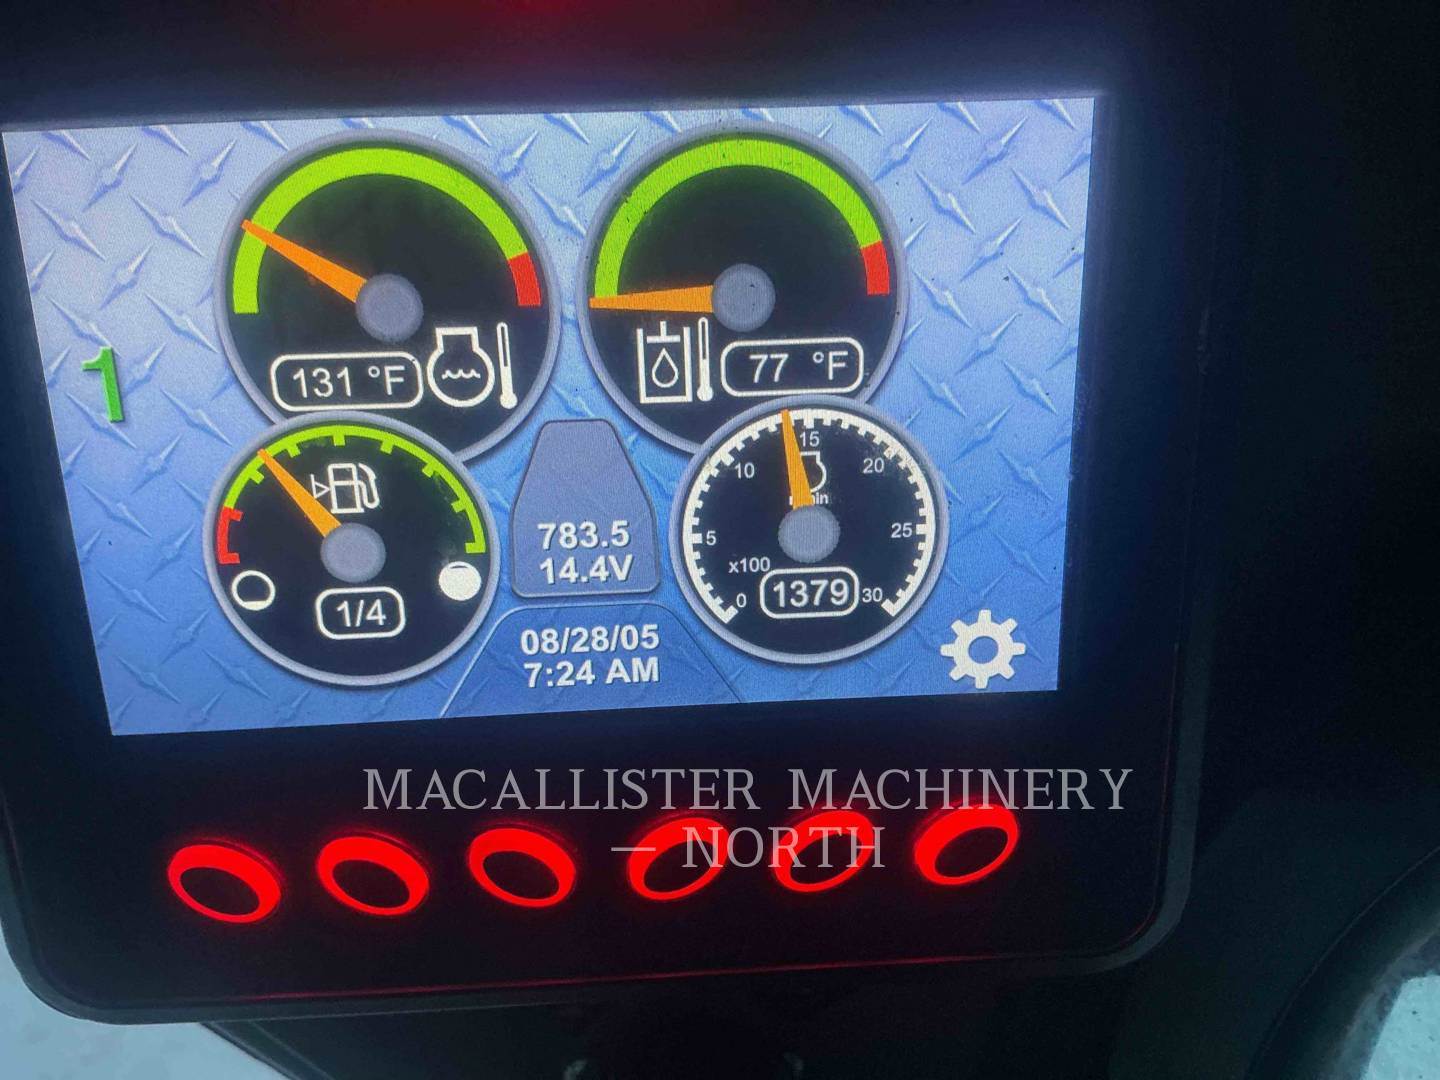 1
131 °F
77 °F
15
10
20
5
25
x100
0
1379
30
1/4
783.5
14.4V
08/28/05
7:24 AM
MACALLISTER MACHINERY
— NORTH